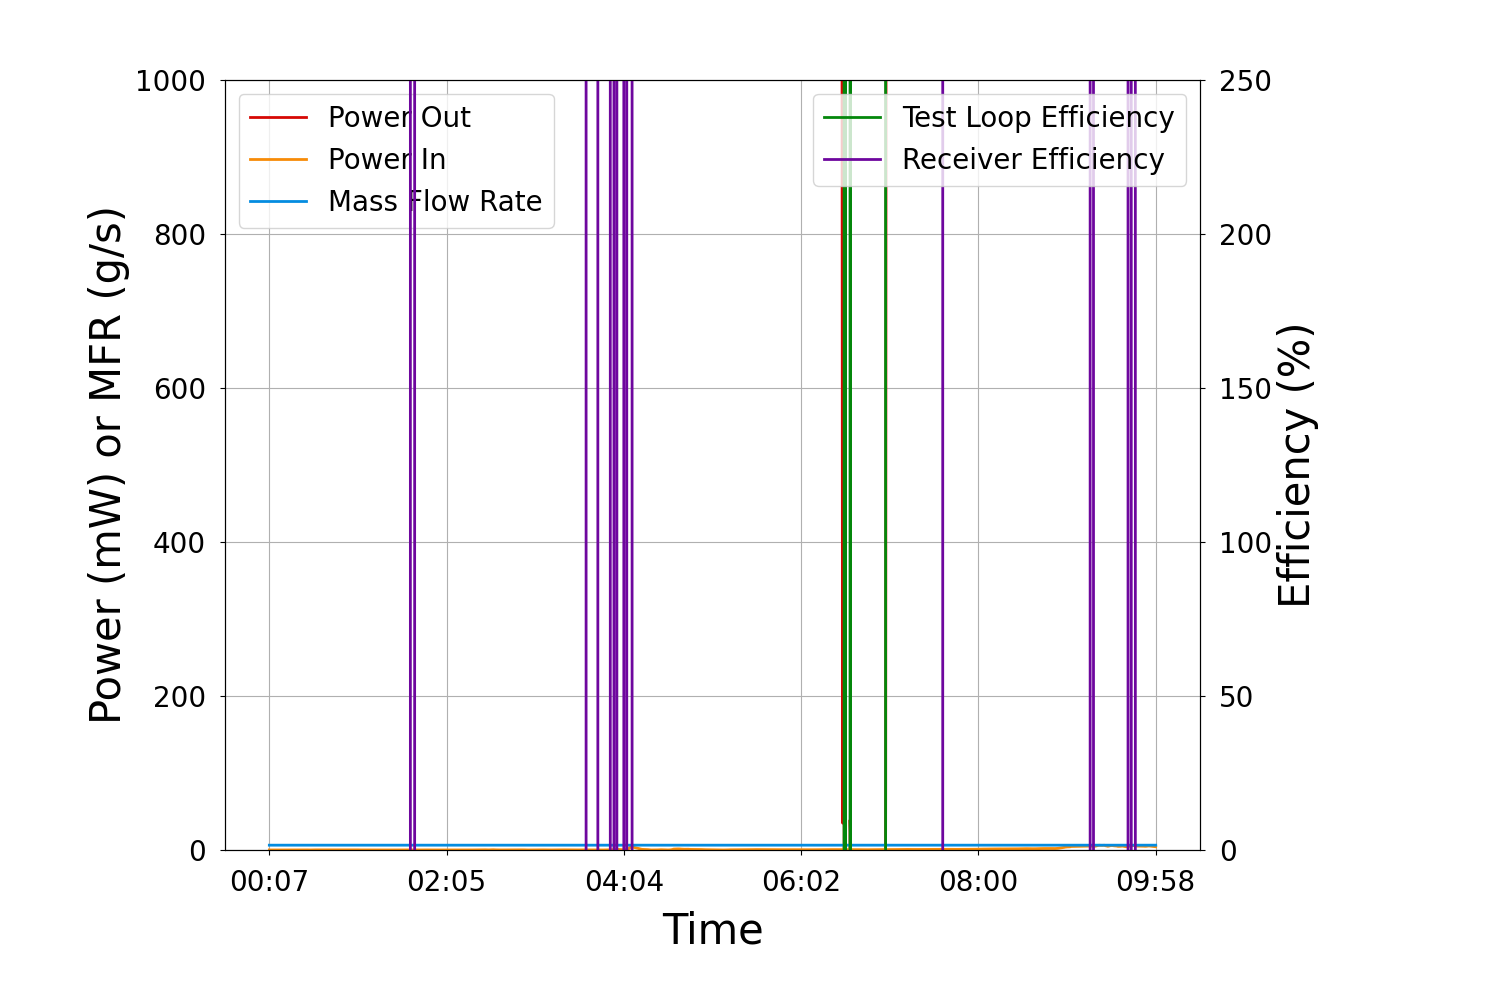 1000
800
600
400
200
0
Power (mW) or MFR (g/s)
Power Out
Power In
Mass Flow Rate
Test Loop Efficiency
Receiver Efficiency
250
200
150
100
50
0
Efficiency (%)
00:07 02:05 04:04 06:02 08:00 09:58
Time